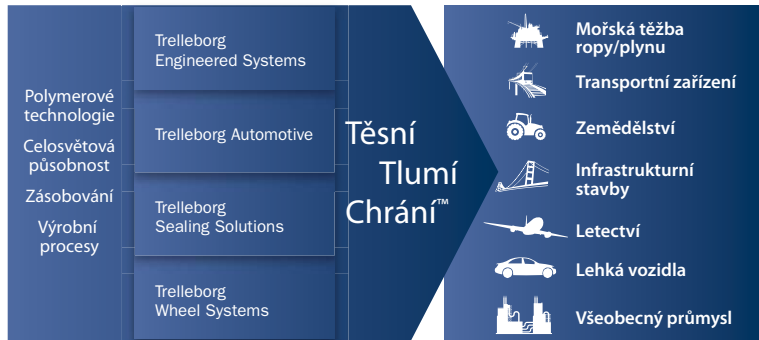 Polymerové
technologie
Celosvětová
působnost
Zásobování
Výrobní
procesy
Trelleborg
Engineered Systems
Trelleborg Automotive
Trelleborg
Sealing Solutions
Trelleborg
Wheel Systems
Těsní
Tlumí
Chrání™
Mořská těžba
ropy/plynu
Transportní zařízení
Zemědělství
Infrastrukturní
stavby
Letectví
Lehká vozidla
Všeobecný průmysl